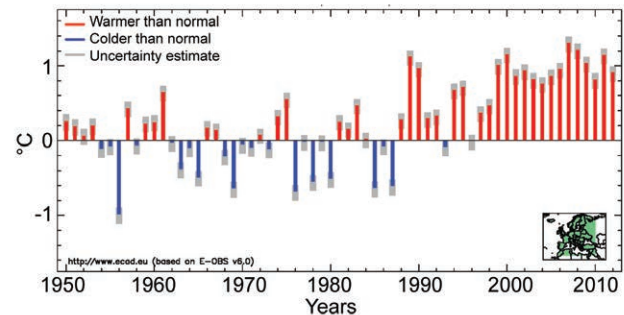 Warmer than normal
Colder than normal
Uncertainty estimate
1
0
-1
°C
http://www.ecad.eu (based on E-OBS v6.0)
1950 1960 1970 1980 1990 2000 2010
Years